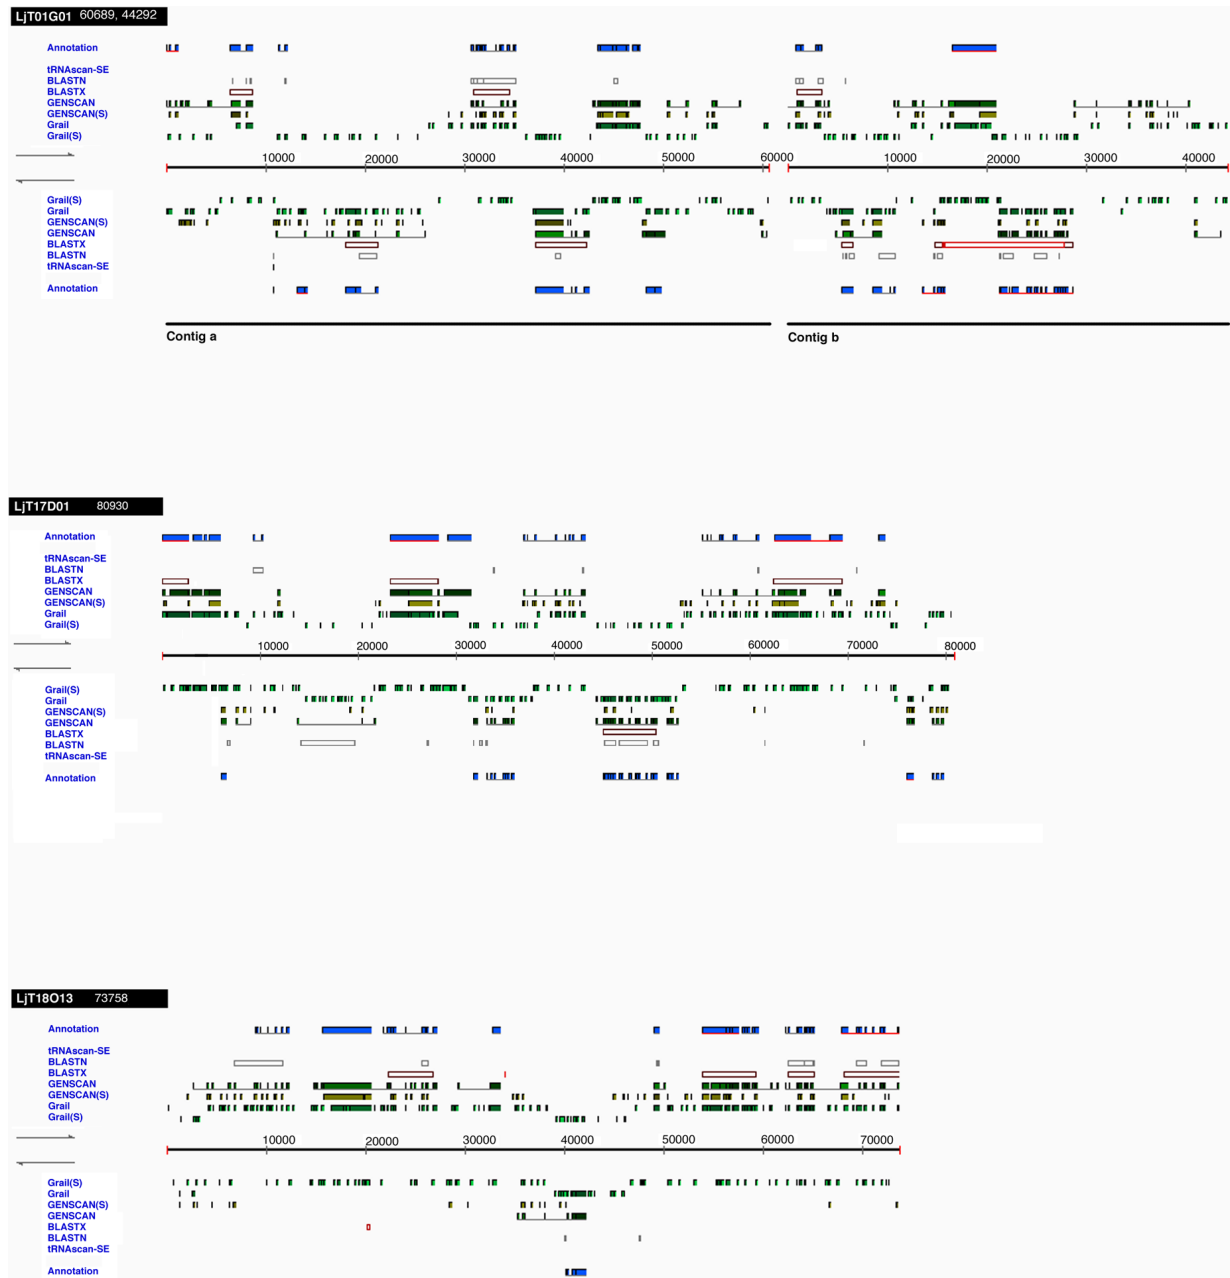 LjT01G01 60689, 44292
Annotation
tRNAscan-SE
BLASTN
BLASTX
GENSCAN
GENSCAN(S)
Grail
Grail(S)
10000 20000 30000 40000 50000 60000 10000 20000 30000 40000
Grail(S)
Grail
GENSCAN(S)
GENSCAN
BLASTX
BLASTN
tRNAscan-SE
Annotation
Contig a Contig b
LjT17D01 80930
Annotation
tRNAscan-SE
BLASTN
BLASTX
GENSCAN
GENSCAN(S)
Grail
Grail(S)
10000 20000 30000 40000 50000 60000 70000 80000
Grail(S)
Grail
GENSCAN(S)
GENSCAN
BLASTX
BLASTN
tRNAscan-SE
Annotation
LjT18O13 73758
Annotation
tRNAscan-SE
BLASTN
BLASTX
GENSCAN
GENSCAN(S)
Grail
Grail(S)
10000 20000 30000 40000 50000 60000 70000
Grail(S)
Grail
GENSCAN(S)
GENSCAN
BLASTX
BLASTN
tRNAscan-SE
Annotation